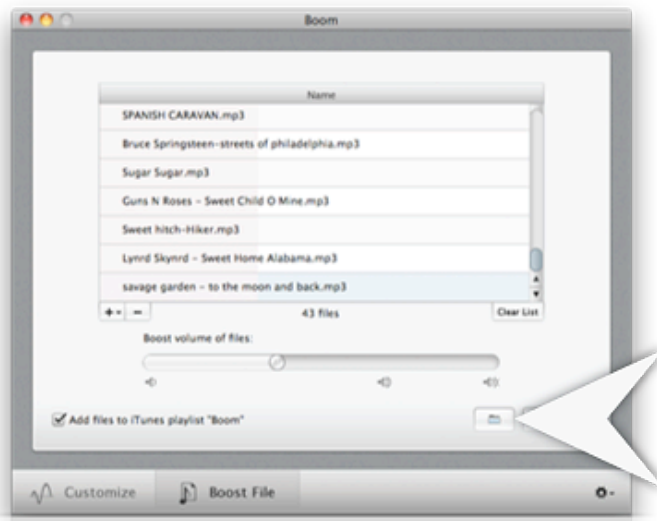 Boom
Name
SPANISH CARAVAN.mp3
Bruce Springsteen-streets of philadelphia.mp3
Sugar Sugar.mp3
Guns N Roses - Sweet Child O Mine.mp3
Sweet hitch-Hiker.mp3
Lynrd Skynrd - Sweet Home Alabama.mp3
savage garden - to the moon and back.mp3
43 files
Clear List
Boost volume of files:
Add files to iTunes playlist "Boom"
Customize
Boost File